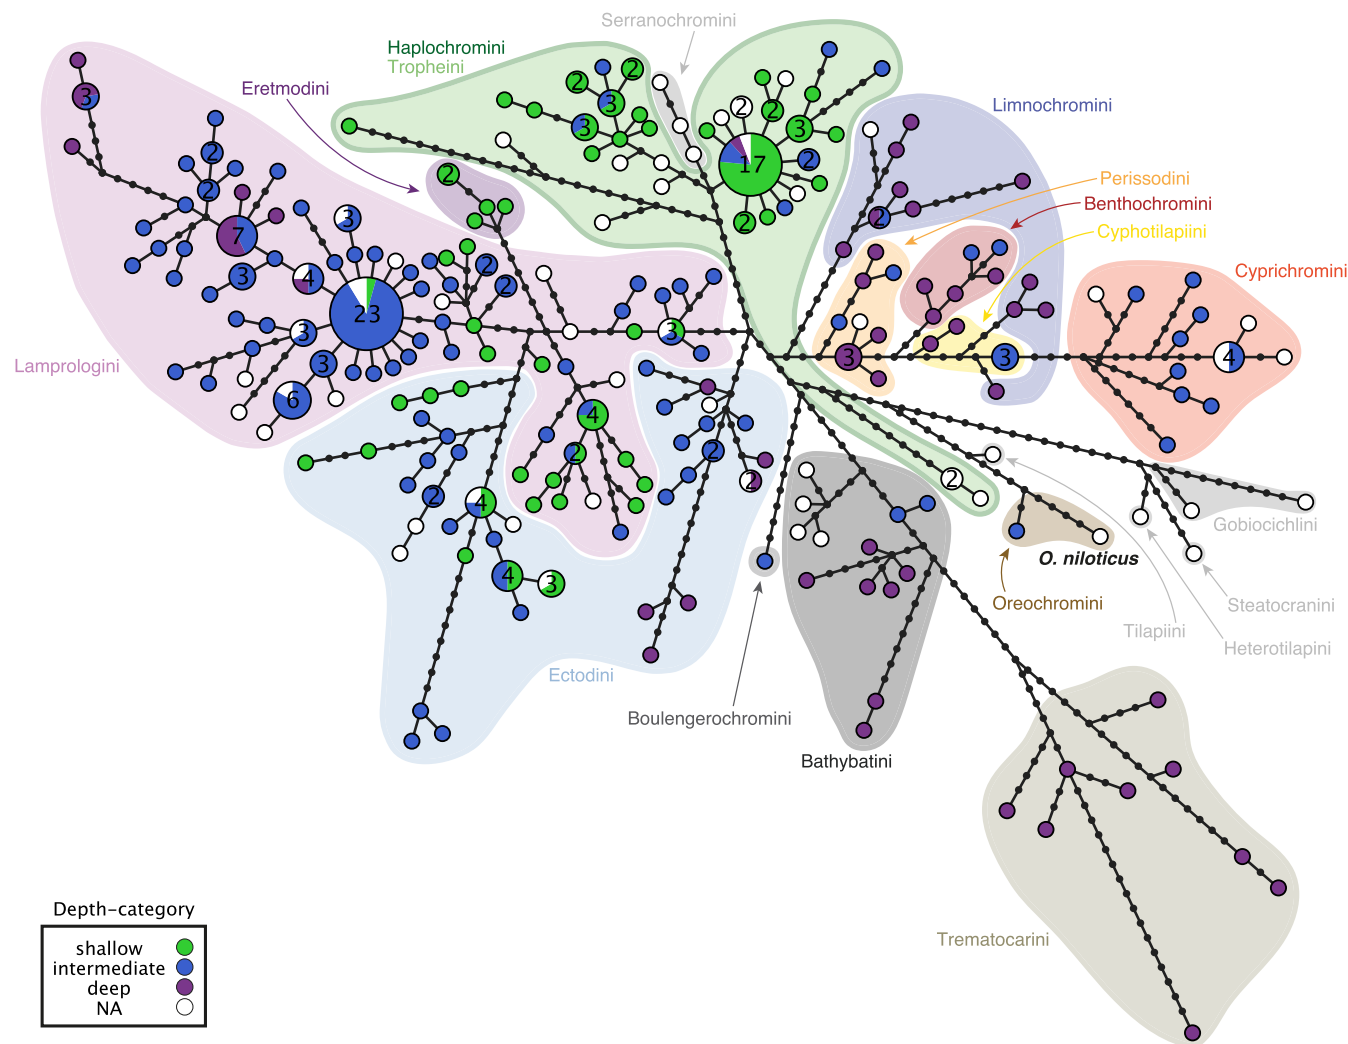 Serranochromini
Haplochromini
Tropheini
Eretmodini
Limnochromini
Perissodini
Benthochromini
Cyphotilapiini
Cyprichromini
Lamprologini
2
2
3
3
2
2
3
17
2
2
3
2
2
7
3
4
3
23
3
3
6
2
2
2
3
2
3
3
4
4
2
2
2
2
4
4
3
2
Gobiocichlini
O. niloticus
Oreochromini
Steatocranini
Tilapiini
Heterotilapini
Ectodini
Boulengerochromini
Bathybatini
Trematocarini
Depth-category
shallow
intermediate
deep
NA